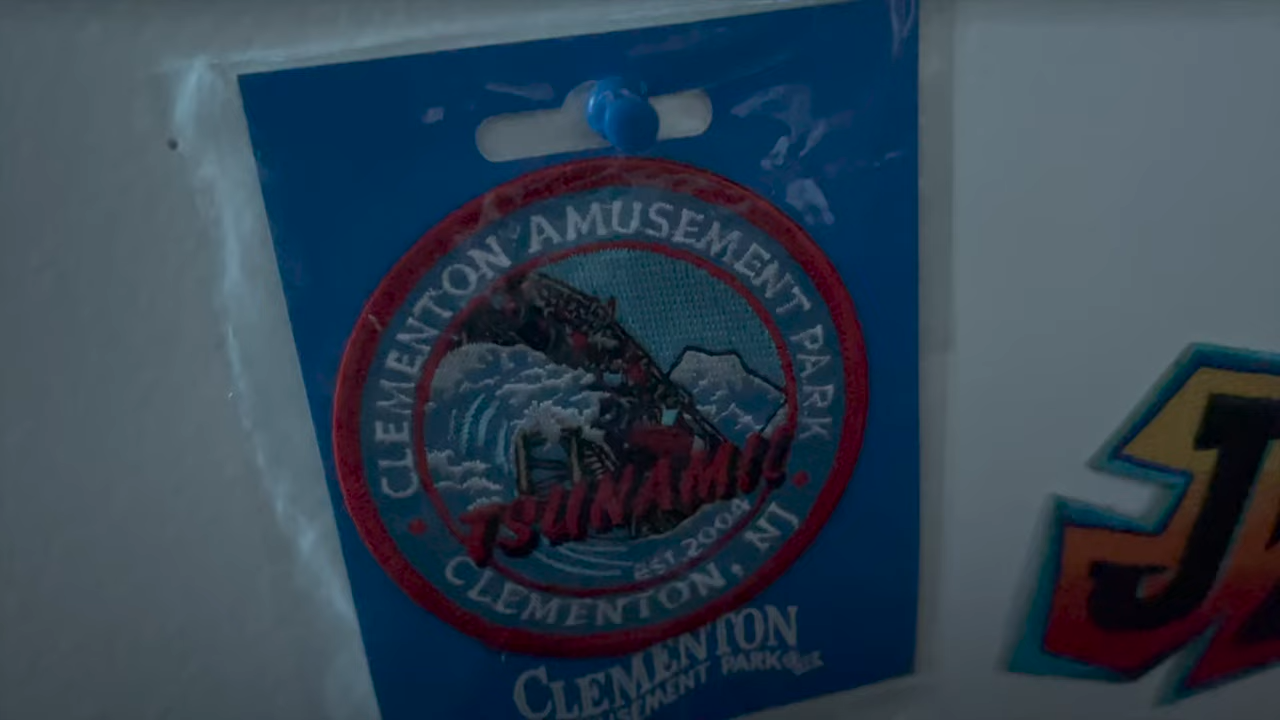 CLEMENTON AMUSEMENT PARK
TSUNAMI!
EST. 2004
CLEMENTON, NJ
CLEMENTON
AMUSEMENT PARK
J